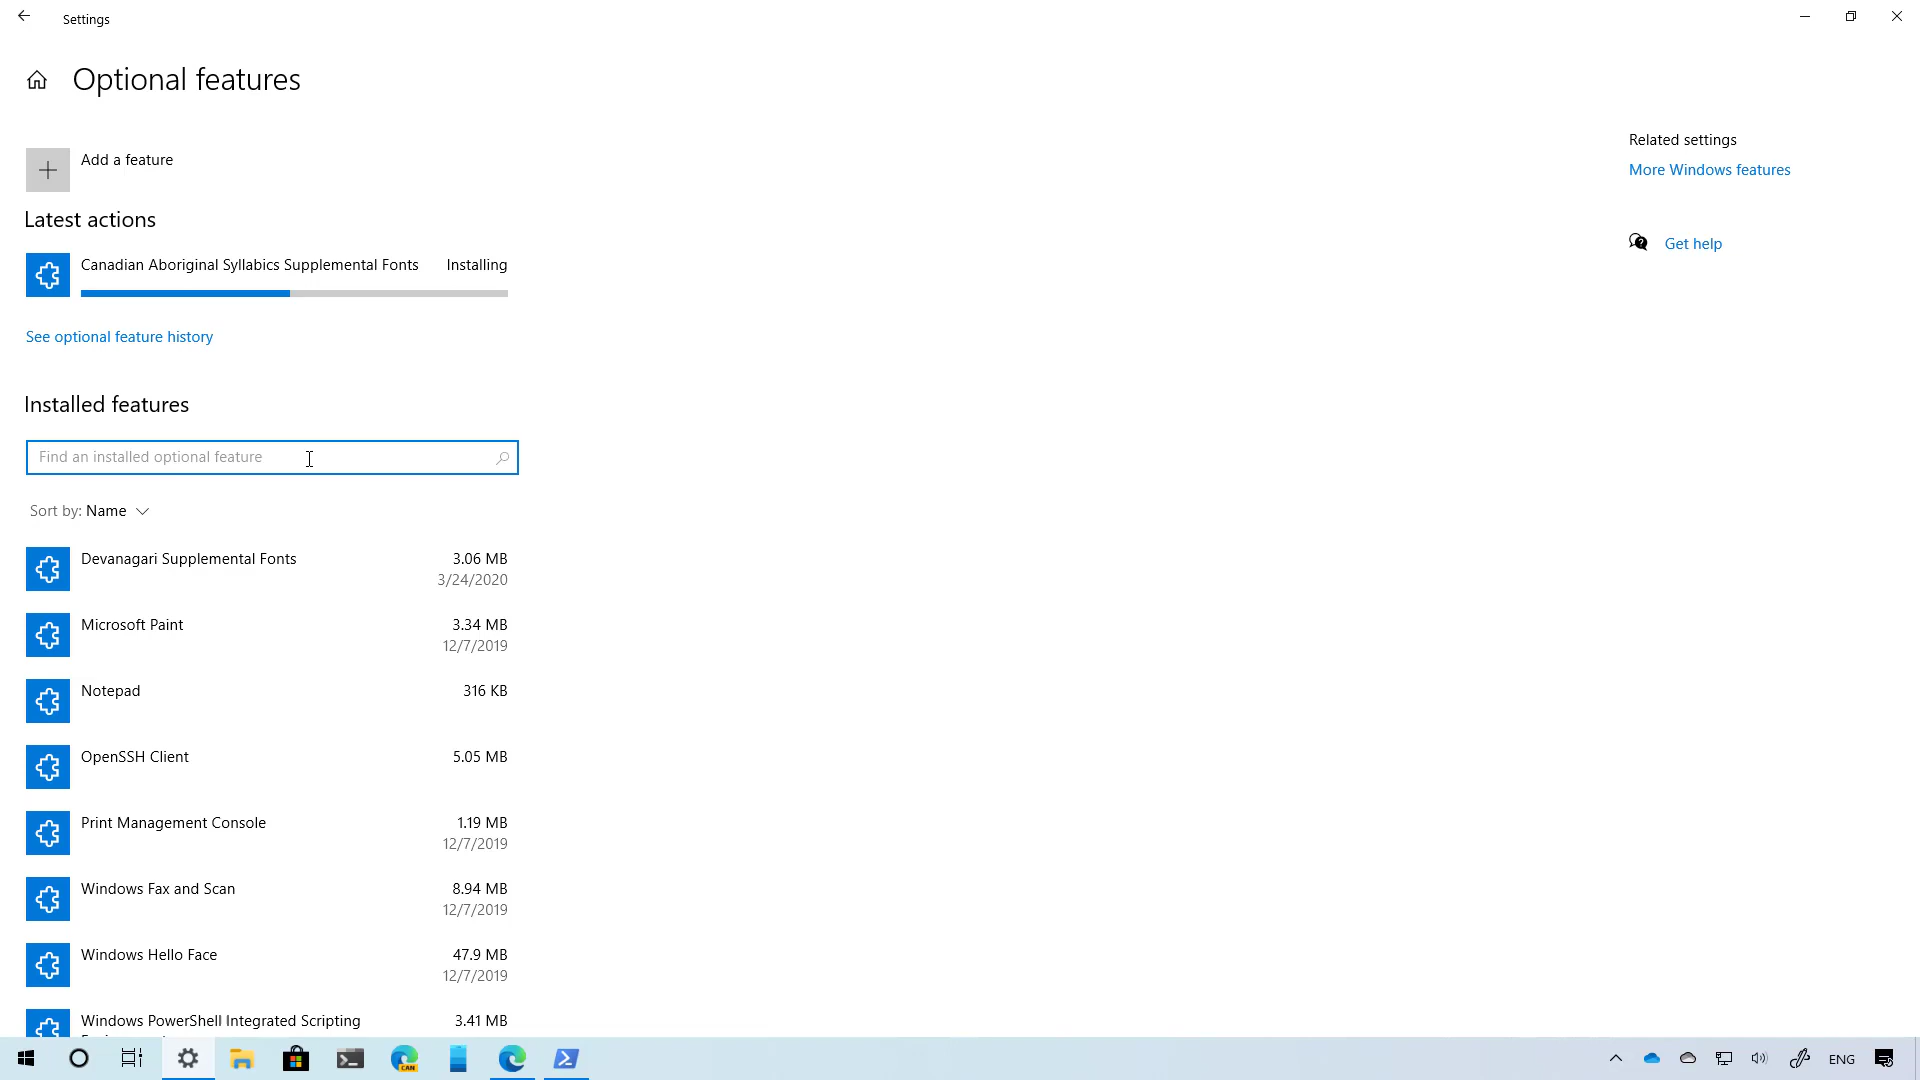 Settings
Optional features
Add a feature
Latest actions
Canadian Aboriginal Syllabics Supplemental Fonts Installing
See optional feature history
Installed features
Find an installed optional feature
Sort by: Name
Devanagari Supplemental Fonts 3.06 MB
3/24/2020
Microsoft Paint 3.34 MB
12/7/2019
Notepad 316 KB
OpenSSH Client 5.05 MB
Print Management Console 1.19 MB
12/7/2019
Windows Fax and Scan 8.94 MB
12/7/2019
Windows Hello Face 47.9 MB
12/7/2019
Windows PowerShell Integrated Scripting 3.41 MB
Related settings
More Windows features
Get help
CAN
ENG